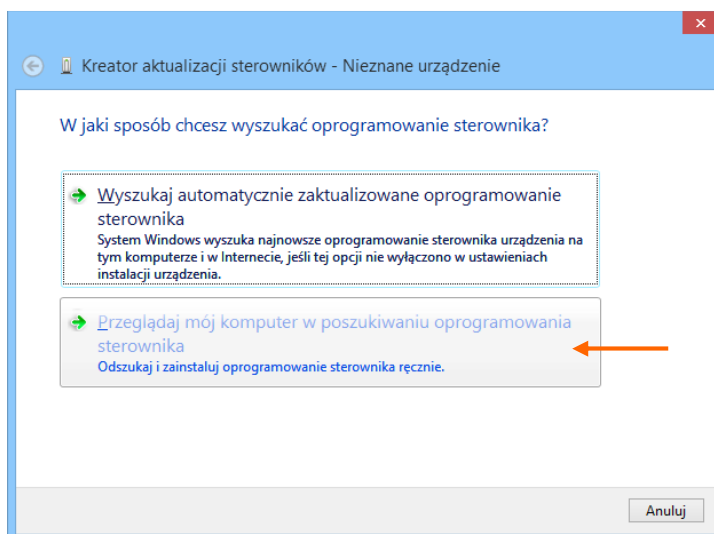 Kreator aktualizacji sterowników - Nieznane urządzenie
W jaki sposób chcesz wyszukać oprogramowanie sterownika?
Wyszukaj automatycznie zaktualizowane oprogramowanie
sterownika
System Windows wyszuka najnowsze oprogramowanie sterownika urządzenia na
tym komputerze i w Internecie, jeśli tej opcji nie wyłączono w ustawieniach
instalacji urządzenia.
Przeglądaj mój komputer w poszukiwaniu oprogramowania
sterownika
Odszukaj i zainstaluj oprogramowanie sterownika ręcznie.
Anuluj